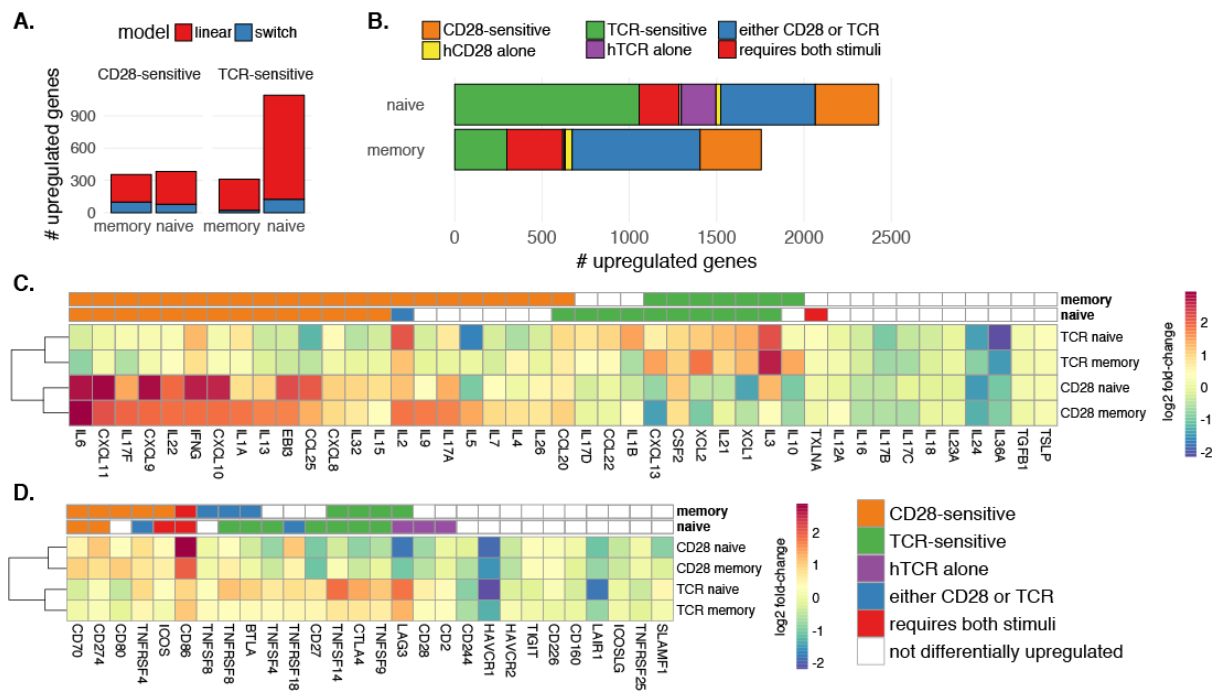 A.
model linear switch
CD28-sensitive TCR-sensitive
# upregulated genes
900
600
300
0
memory naive memory naive
B.
CD28-sensitive TCR-sensitive either CD28 or TCR
hCD28 alone hTCR alone requires both stimuli
naive
memory
0 500 1000 1500 2000 2500
# upregulated genes
C.
memory
naive
TCR naive
TCR memory
CD28 naive
CD28 memory
IL6 CXCL11 IL17F CXCL9 IL22 IFNG CXCL10 IL1A IL13 EBI3 CCL25 CXCL8 IL32 IL15 IL2 IL9 IL17A IL5 IL7 IL4 IL26 CCL20 IL17D CCL22 IL1B CXCL13 CSF2 XCL2 IL21 XCL1 IL3 IL10 TXLNA IL12A IL16 IL17B IL17C IL18 IL23A IL24 IL36A TGFB1 TSLP
log2 fold-change
2
1
0
-1
-2
D.
memory
naive
CD28 naive
CD28 memory
TCR naive
TCR memory
CD70 CD274 CD80 TNFRSF4 ICOS CD86 TNFSF8 TNFRSF8 BTLA TNFSF4 TNFRSF18 CD27 TNFSF14 CTLA4 TNFSF9 LAG3 CD28 CD2 CD244 HAVCR1 HAVCR2 TIGIT CD226 CD160 LAIR1 ICOSLG TNFRSF25 SLAMF1
log2 fold-change
2
1
0
-1
-2
CD28-sensitive
TCR-sensitive
hTCR alone
either CD28 or TCR
requires both stimuli
not differentially upregulated